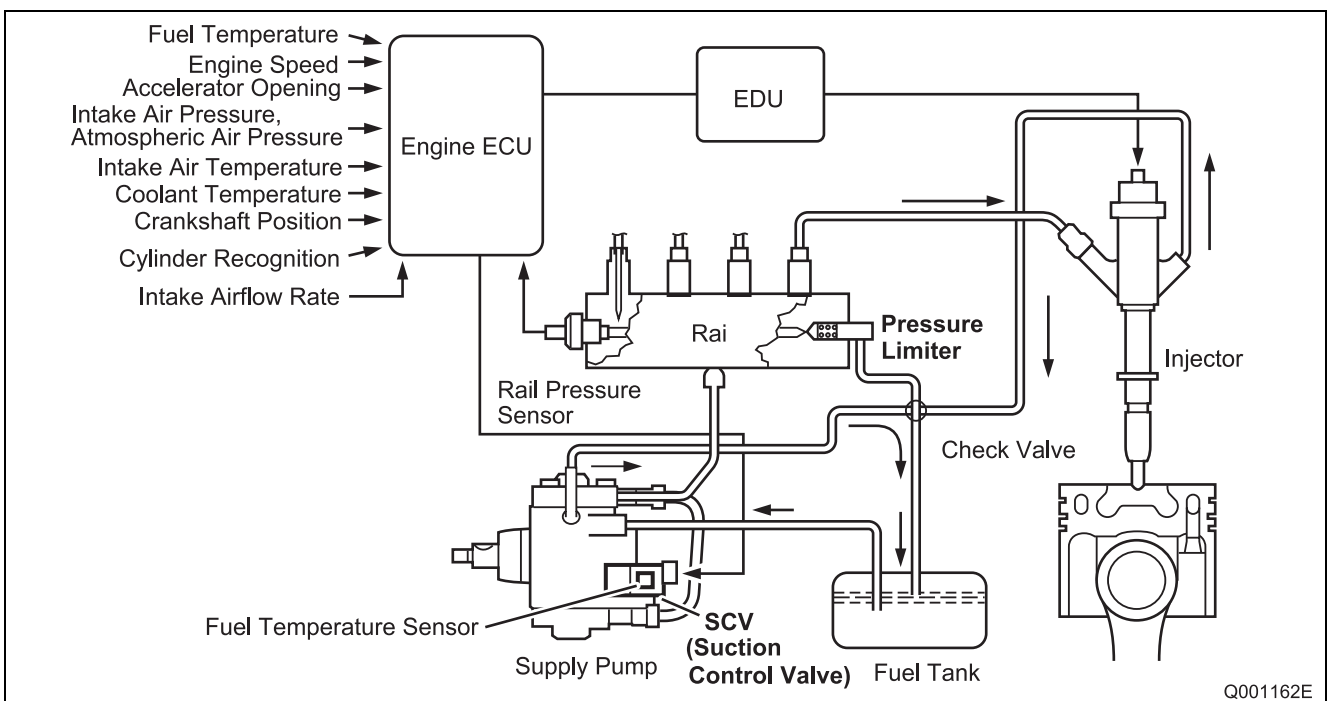 Fuel Temperature
Engine Speed
Accelerator Opening
Intake Air Pressure,
Atmospheric Air Pressure
Intake Air Temperature
Coolant Temperature
Crankshaft Position
Cylinder Recognition
Intake Airflow Rate
Engine ECU
EDU
Rai
Pressure
Limiter
Injector
Rail Pressure
Sensor
Check Valve
Fuel Temperature Sensor
SCV
(Suction
Control Valve)
Supply Pump
Fuel Tank
Q001162E